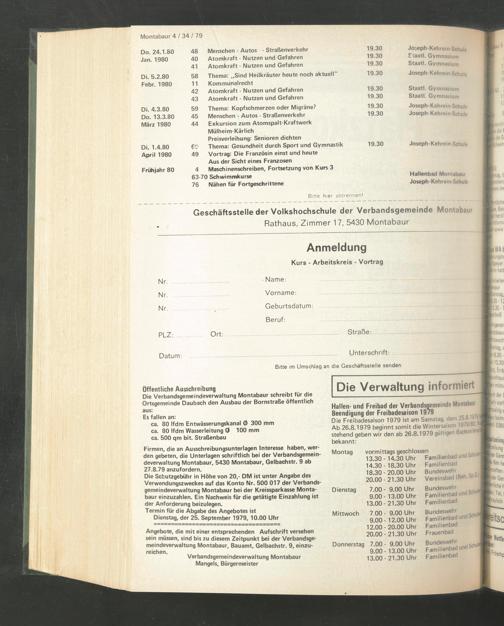 Montabaur 4 / 34 / 79
Do. 24.1.80 48 Menschen - Autos - Straßenverkehr 19.30 Joseph-Kehrein-Schule
Jan. 1980 40 Atomkraft - Nutzen und Gefahren Staatl. Gymnasium
41 Atomkraft - Nutzen und Gefahren Staatl. Gymnasium
Di. 5.2.80 58 Thema: „Sind Heilkräuter heute noch aktuell" 19.30 Joseph-Kehrein-Schule
Febr. 1980 11 Kommunalrecht
42 Atomkraft - Nutzen und Gefahren Staatl. Gymnasium
43 Atomkraft - Nutzen und Gefahren Staatl. Gymnasium
Di. 4.3.80 59 Thema: Kopfschmerzen oder Migräne? 19.30 Joseph-Kehrein-Schule
Do. 13.3.80 45 Menschen - Autos - Straßenverkehr 19.30 Joseph-Kehrein-Schule
März 1980 44 Exkursion zum Atomspalt-Kraftwerk
Mülheim-Kärlich
Preisverleihung: Senioren dichten
Di, 1.4.80 Thema: Gesundheit durch Sport und Gymnastik 19.30 Joseph-Kehrein-Schule
April 1980 49 Vortrag: Die Französin einst und heute
Aus der Sicht eines Franzosen
Frühjahr 80 4 Maschinenschreiben, Fortsetzung von Kurs 3
63-70 Schwimmkurse Hallenbad Montabaur
76 Nähen für Fortgeschrittene Joseph-Kehrein-Schule
Bitte hier abtrennen!
Geschäftsstelle der Volkshochschule der Verbandsgemeinde Montabaur
Rathaus, Zimmer 17, 5430 Montabaur
Anmeldung
Kurs - Arbeitskreis - Vortrag
Nr. Name:
Nr. Vorname:
Nr. Geburtsdatum:
Beruf:
PLZ: Ort: Straße:
Datum: Unterschrift:
Bitte im Umschlag an die Geschäftsstelle senden
Öffentliche Ausschreibung
Die Verbandsgemeindeverwaltung Montabaur schreibt für die
Ortsgemeinde Daubach den Ausbau der Bornstraße öffentlich
aus:
Es fallen an:
ca. 80 lfdm Entwässerungskanal Ø 300 mm
ca. 80 lfdm Wasserleitung Ø 100 mm
ca. 500 qm bit. Straßenbau
Firmen, die an Ausschreibungsunterlagen Interesse haben, wer-
den gebeten, die Unterlagen schriftlich bei der Verbandsgemein-
deverwaltung Montabaur, 5430 Montabaur, Gelbachstr. 9 ab
27.8.79 anzufordern.
Die Schutzgebühr in Höhe von 20,- DM ist unter Angabe des
Verwendungszweckes auf das Konto Nr. 500 017 der Verbands-
gemeindeverwaltung Montabaur bei der Kreissparkasse Monta-
baur einzuzahlen. Ein Nachweis für die getätigte Einzahlung ist
der Anforderung beizulegen.
Termin für die Abgabe des Angebotes ist
Dienstag, der 25. September 1979, 10.00 Uhr
Angebote, die mit einer entsprechenden Aufschrift versehen
sein müssen, sind bis zu diesem Zeitpunkt bei der Verbandsge-
meindeverwaltung Montabaur, Bauamt, Gelbachstr. 9, einzu-
reichen.
Verbandsgemeindeverwaltung Montabaur
Mangels, Bürgermeister
Die Verwaltung informiert
Hallen- und Freibad der Verbandsgemeinde Montabaur
Beendigung der Freibadesaison 1979
Die Freibadesaison 1979 ist am Samstag, dem 25.8.1979
Ab 26.8.1979 beginnt somit die Wintersaison
stehend geben wir den ab 26.8.1979 gültigen
bekannt:
Montag vormittags geschlossen
13.30 - 14.30 Uhr Familienbad und
14.30 - 18.30 Uhr Familienbad
18.30 - 20.00 Uhr Bundeswehr
20.00 - 21.30 Uhr Vereinsbad
Dienstag 7.00 - 9.00 Uhr Bundeswehr
9.00 - 13.00 Uhr Familienbad und
13.00 - 21.30 Uhr Familienbad
Mittwoch 7.00 - 9.00 Uhr Bundeswehr
9.00 - 12.00 Uhr Familienbad und
12.00 - 20.00 Uhr Familienbad
20.00 - 21.30 Uhr Frauenbad
Donnerstag 7.00 - 9.00 Uhr Bundeswehr
9.00 - 13.00 Uhr Familienbad und
13.00 - 21.30 Uhr Familienbad